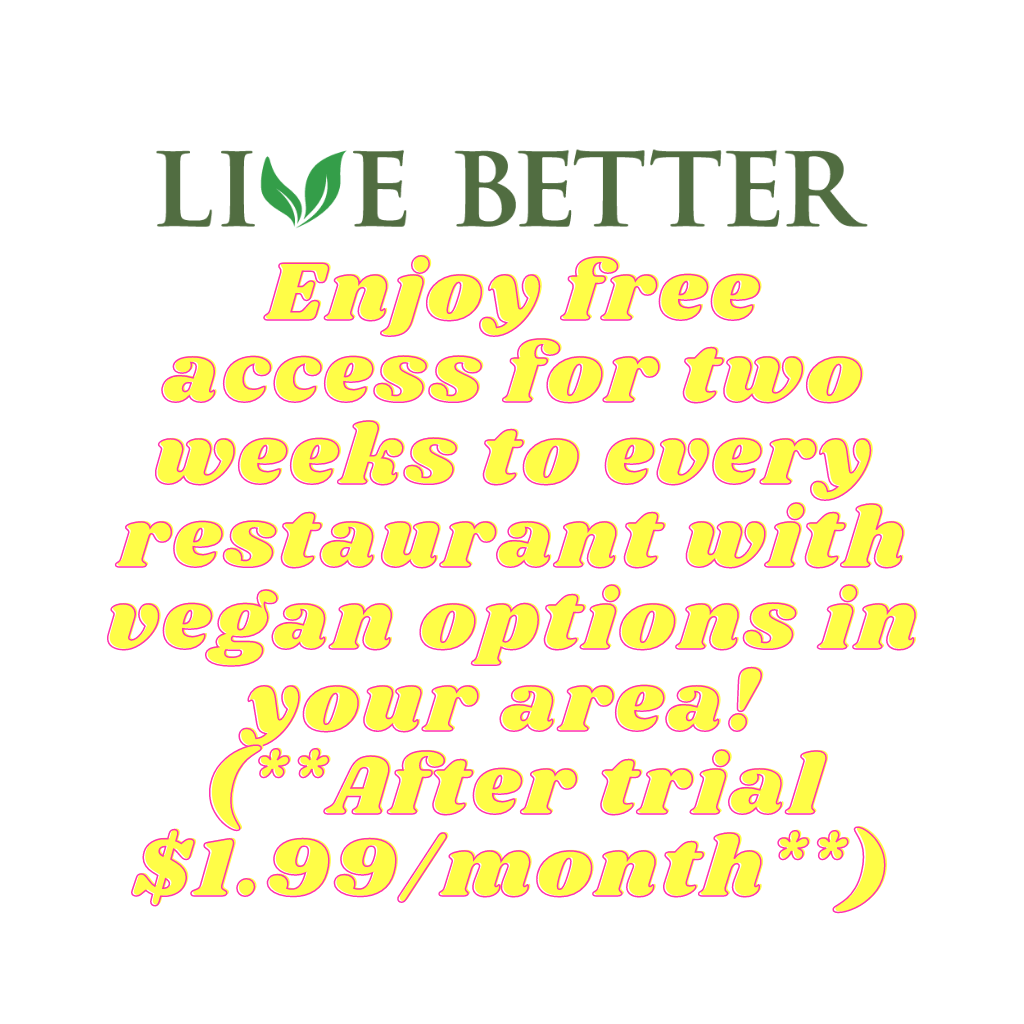 LIVE BETTER
Enjoy free
access for two
weeks to every
restaurant with
vegan options in
your area!
(**After trial
$1.99/month**)